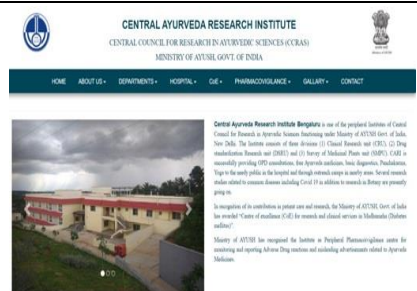 CENTRAL AYURVEDA RESEARCH INSTITUTE
CENTRAL COUNCIL FOR RESEARCH IN AYURVEDIC SCIENCES (CCRAS)
MINISTRY OF AYUSH, GOVT. OF INDIA
HOME ABOUT US DEPARTMENTS HOSPITAL CoE PHARMACOVIGILANCE GALLARY CONTACT
Central Ayurveda Research Institute Bengaluru is one of the peripheral Institutes of Central
Council for Research in Ayurvedic Sciences functioning under Ministry of AYUSH Govt. of India,
New Delhi. The Institute consists of three divisions (1) Clinical Research Unit (CRU), (2) Drug
standardization Research Unit (DSRU) and (3) Survey of Medicinal Plants unit (SMPU). CARI is
successfully providing OPD consultations, free Ayurveda medicines, basic diagnostics, Panchakarma,
Yoga to the needy public in the hospital and through outreach camps in nearby areas. Several research
studies related to common diseases including Covid 19 in addition to research in Botany are presently
going on.
In recognition of its contribution in patient care and research, the Ministry of AYUSH, Govt. of India
has awarded "Centre of excellence (CoE) for research and clinical services in Madhumeha (Diabetes
mellitus)".
Ministry of AYUSH has recognised the Institute as Peripheral Pharmacovigilance centre for
monitoring and reporting Adverse Drug reactions and misleading advertisements related to Ayurveda
Medicines.